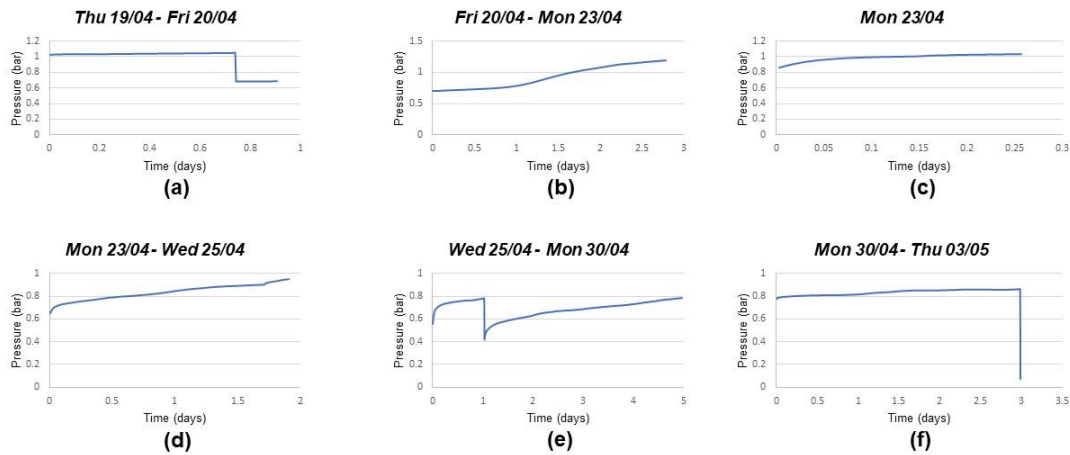 Thu 19/04 - Fri 20/04
Pressure (bar)
1.2
1
0.8
0.6
0.4
0.2
0
0 0.2 0.4 0.6 0.8 1
Time (days)
(a)
Fri 20/04 - Mon 23/04
Pressure (bar)
1.5
1
0.5
0
0 0.5 1 1.5 2 2.5 3
Time (days)
(b)
Mon 23/04
Pressure (bar)
1.2
1
0.8
0.6
0.4
0.2
0
0 0.05 0.1 0.15 0.2 0.25 0.3
Time (days)
(c)
Mon 23/04 - Wed 25/04
Pressure (bar)
1
0.8
0.6
0.4
0.2
0
0 0.5 1 1.5 2
Time (days)
(d)
Wed 25/04 - Mon 30/04
Pressure (bar)
1
0.8
0.6
0.4
0.2
0
0 1 2 3 4 5
Time (days)
(e)
Mon 30/04 - Thu 03/05
Pressure (bar)
1
0.8
0.6
0.4
0.2
0
0 0.5 1 1.5 2 2.5 3 3.5
Time (days)
(f)